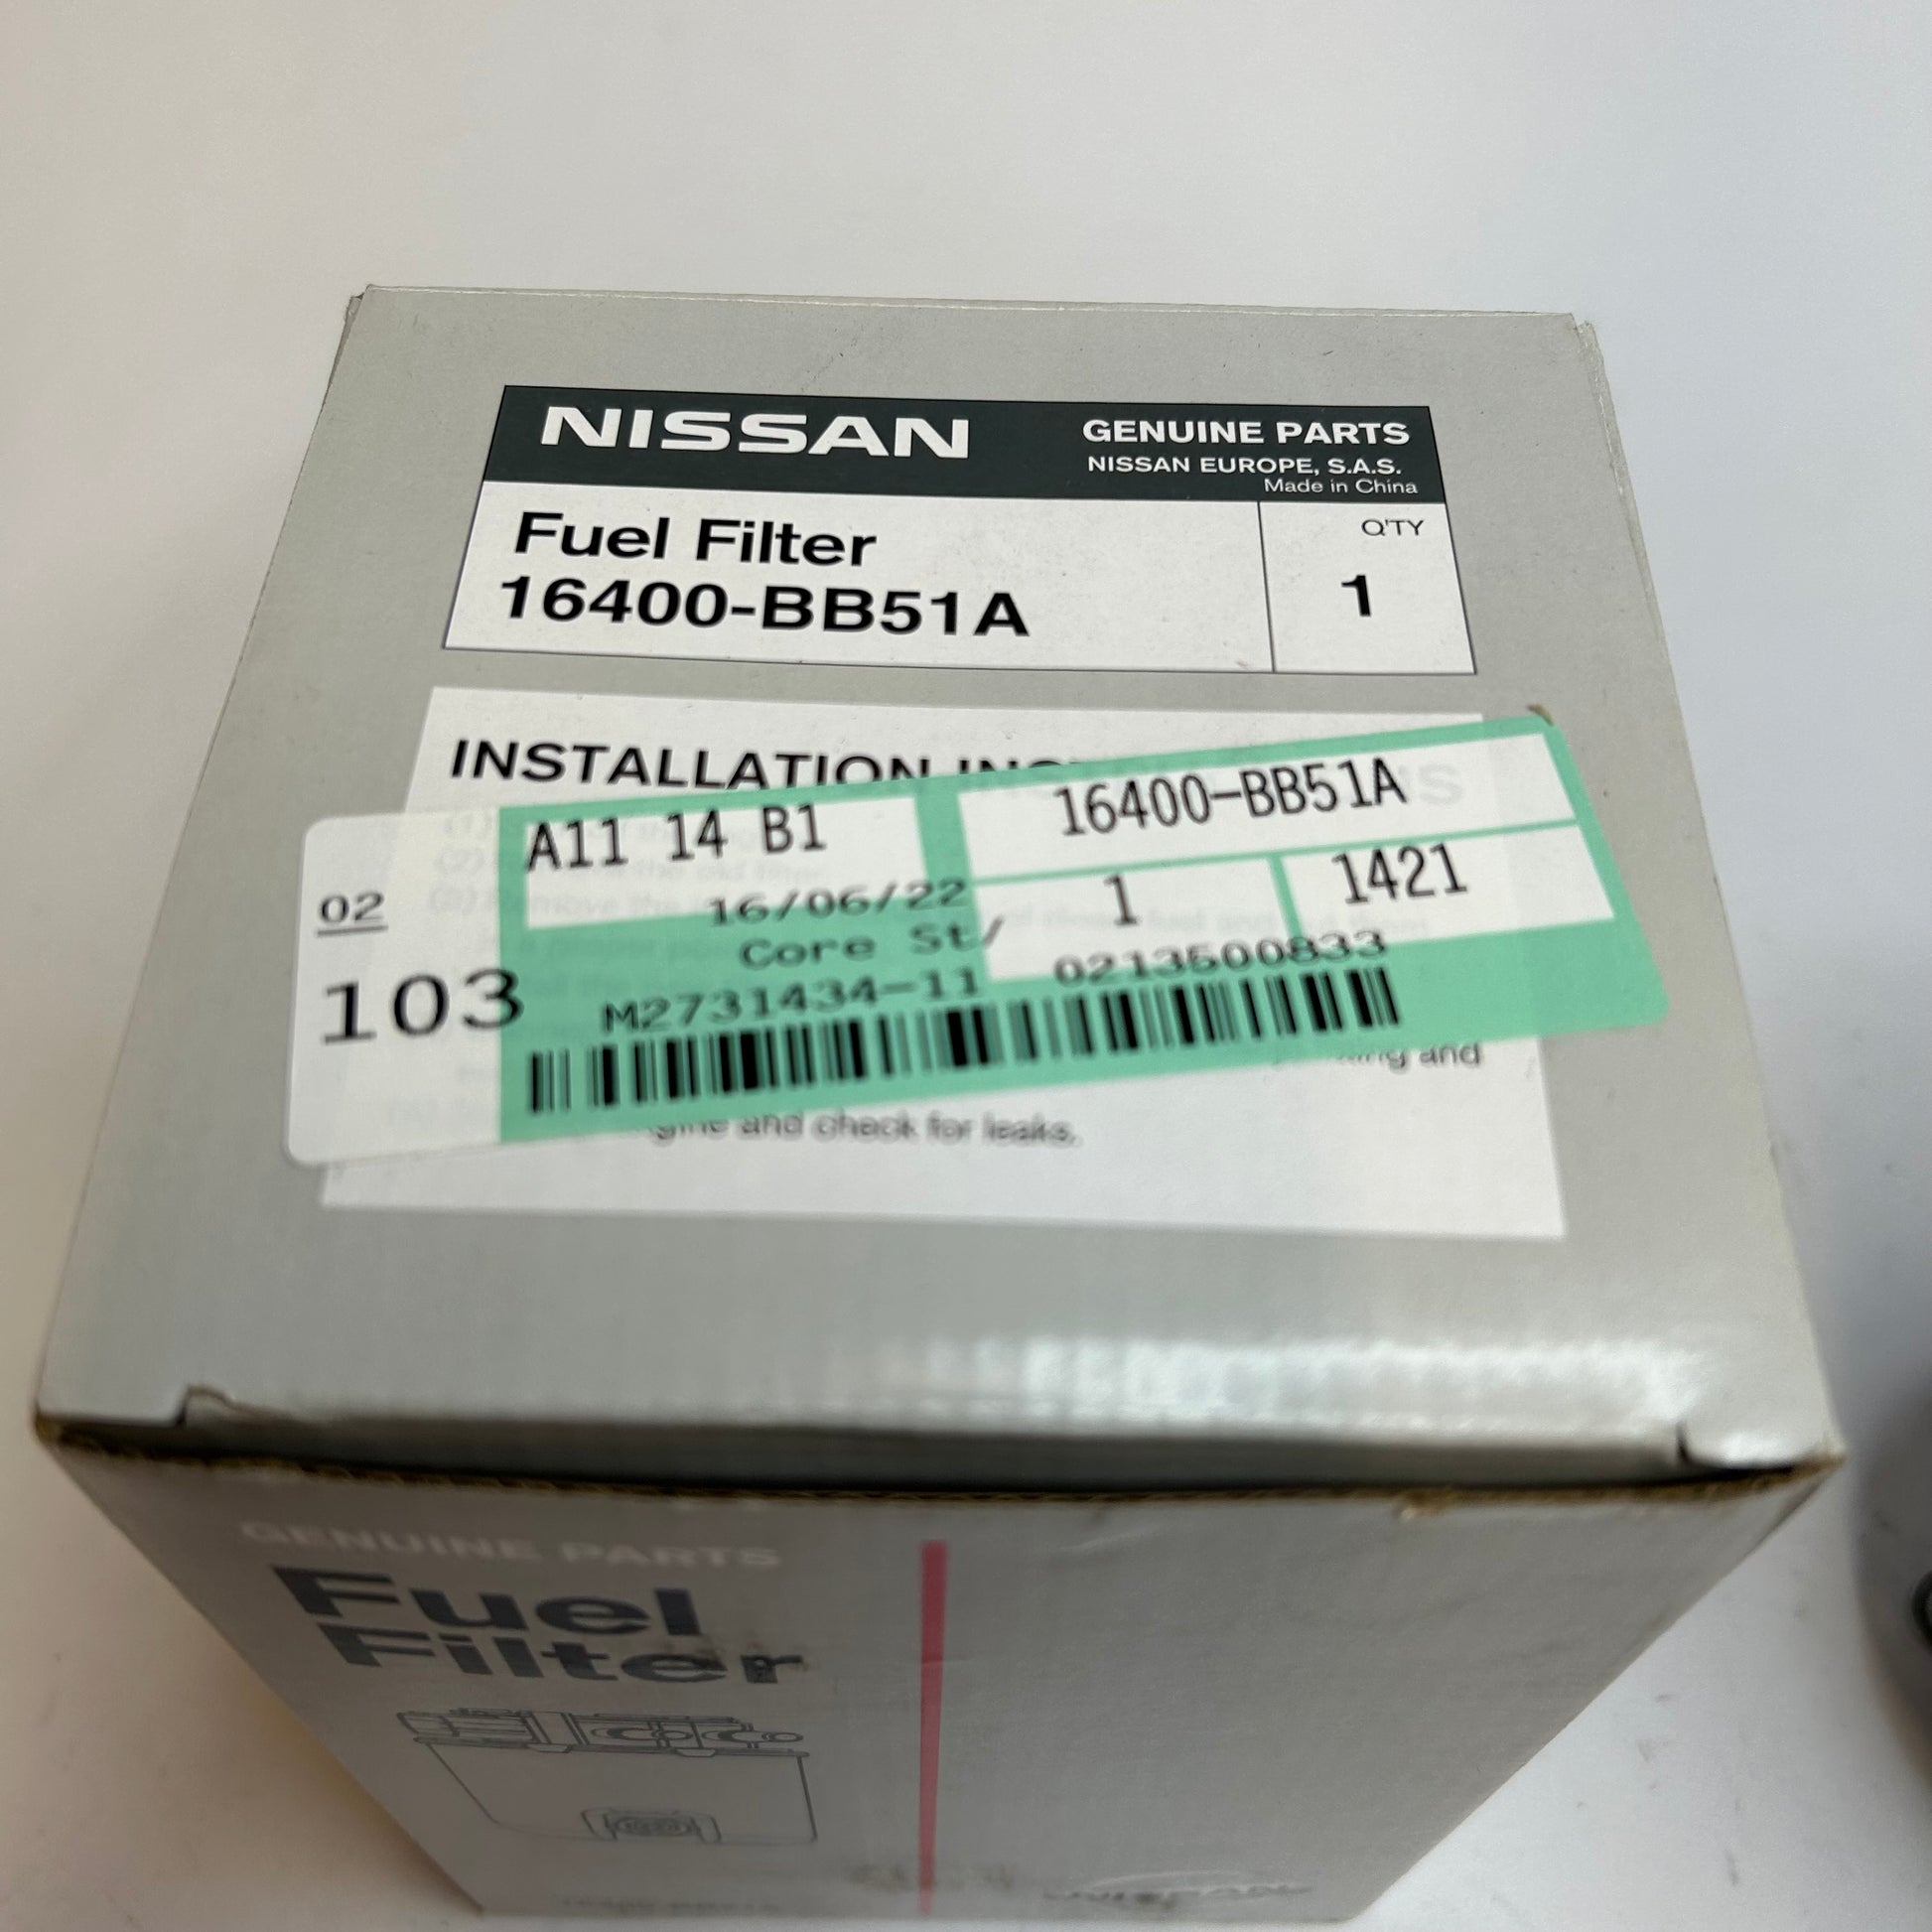 NISSAN
GENUINE PARTS
NISSAN EUROPE, S.A.S.
Made in China
Fuel Filter
16400-BB51A
Q'TY
1
INSTALLATION
A11 14 B1
16400-BB51A
02
16/06/22
1
1421
Core St/
103
M2731434-11
0213500833
and
and check for leaks.
GENUINE PARTS
Fuel
Filter